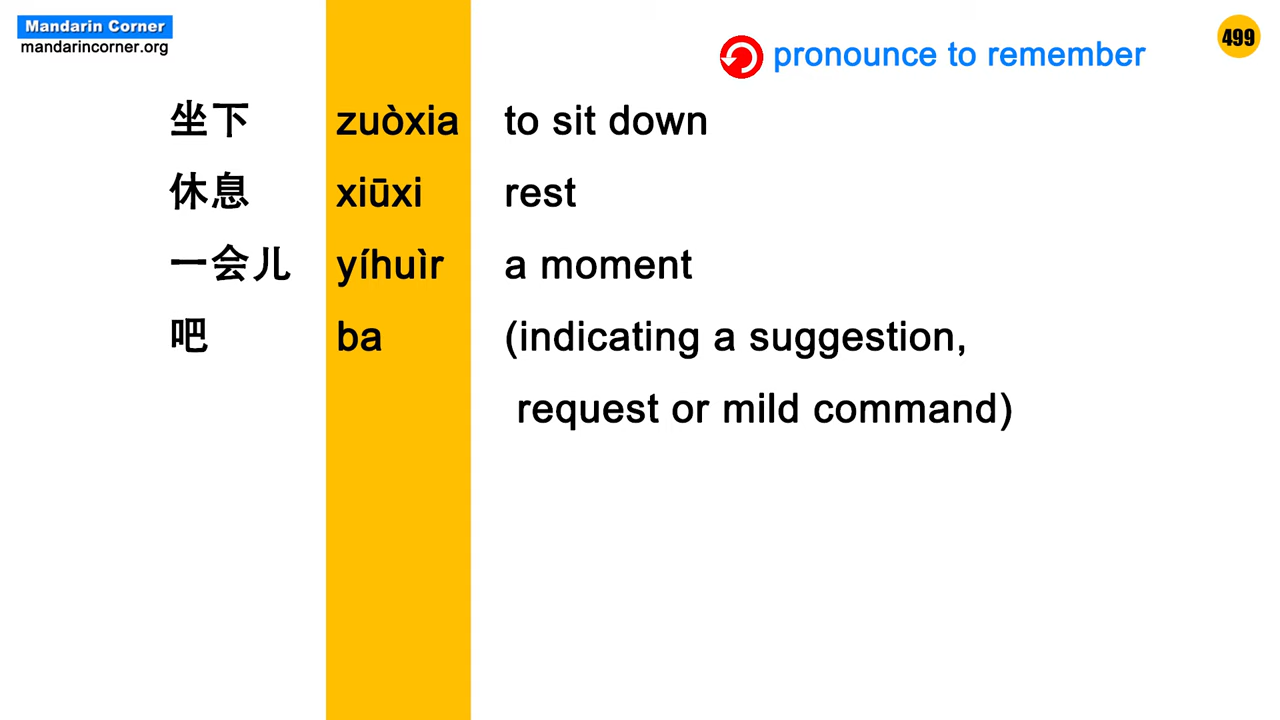 Mandarin Corner
mandarincorner.org
pronounce to remember
499
坐下 zuòxia to sit down
休息 xiūxi rest
一会儿 yíhuìr a moment
吧 ba (indicating a suggestion,
request or mild command)